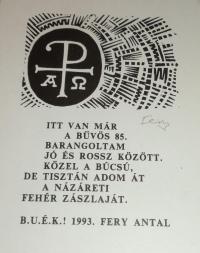 Α Ω
Fery
ITT VAN MÁR
A BŰVÖS 85.
BARANGOLTAM
JÓ ÉS ROSSZ KÖZÖTT.
KÖZEL A BÚCSÚ,
DE TISZTÁN ADOM ÁT
A NÁZÁRETI
FEHÉR ZÁSZLAJÁT.
B.U.É.K.! 1993. FERY ANTAL